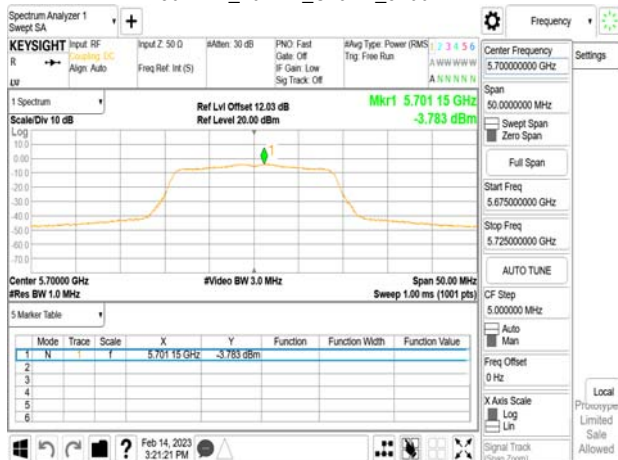 Spectrum Analyzer 1
Swept SA
+
Frequency
KEYSIGHT Input: RF
R
Coupling: DC
Align: Auto
LW
Input Z: 50 Ω
Freq Ref: Int (S)
#Atten: 30 dB
PNO: Fast
Gate: Off
IF Gain: Low
Sig Track: Off
#Avg Type: Power (RMS
Trig: Free Run
1 2 3 4 5 6
A W W W W W
A N N N N N
Center Frequency
5.700000000 GHz
Settings
Span
50.0000000 MHz
Swept Span
Zero Span
Full Span
Start Freq
5.675000000 GHz
Stop Freq
5.725000000 GHz
AUTO TUNE
CF Step
5.000000 MHz
Auto
Man
Freq Offset
0 Hz
X Axis Scale
Log
Lin
Signal Track
(Span Zoom)
Local
Prototype
Limited
Sale
Allowed
1 Spectrum
Scale/Div 10 dB
Ref Lvl Offset 12.03 dB
Ref Level 20.00 dBm
Mkr1 5.701 15 GHz
-3.783 dBm
Log
10.0
0.00
-10.0
-20.0
-30.0
-40.0
-50.0
-60.0
-70.0
1
Center 5.70000 GHz
#Res BW 1.0 MHz
#Video BW 3.0 MHz
Span 50.00 MHz
Sweep 1.00 ms (1001 pts)
5 Marker Table
Mode Trace Scale X Y Function Function Width Function Value
1 N 1 f 5.701 15 GHz -3.783 dBm
2
3
4
5
6
?
Feb 14, 2023
3:21:21 PM